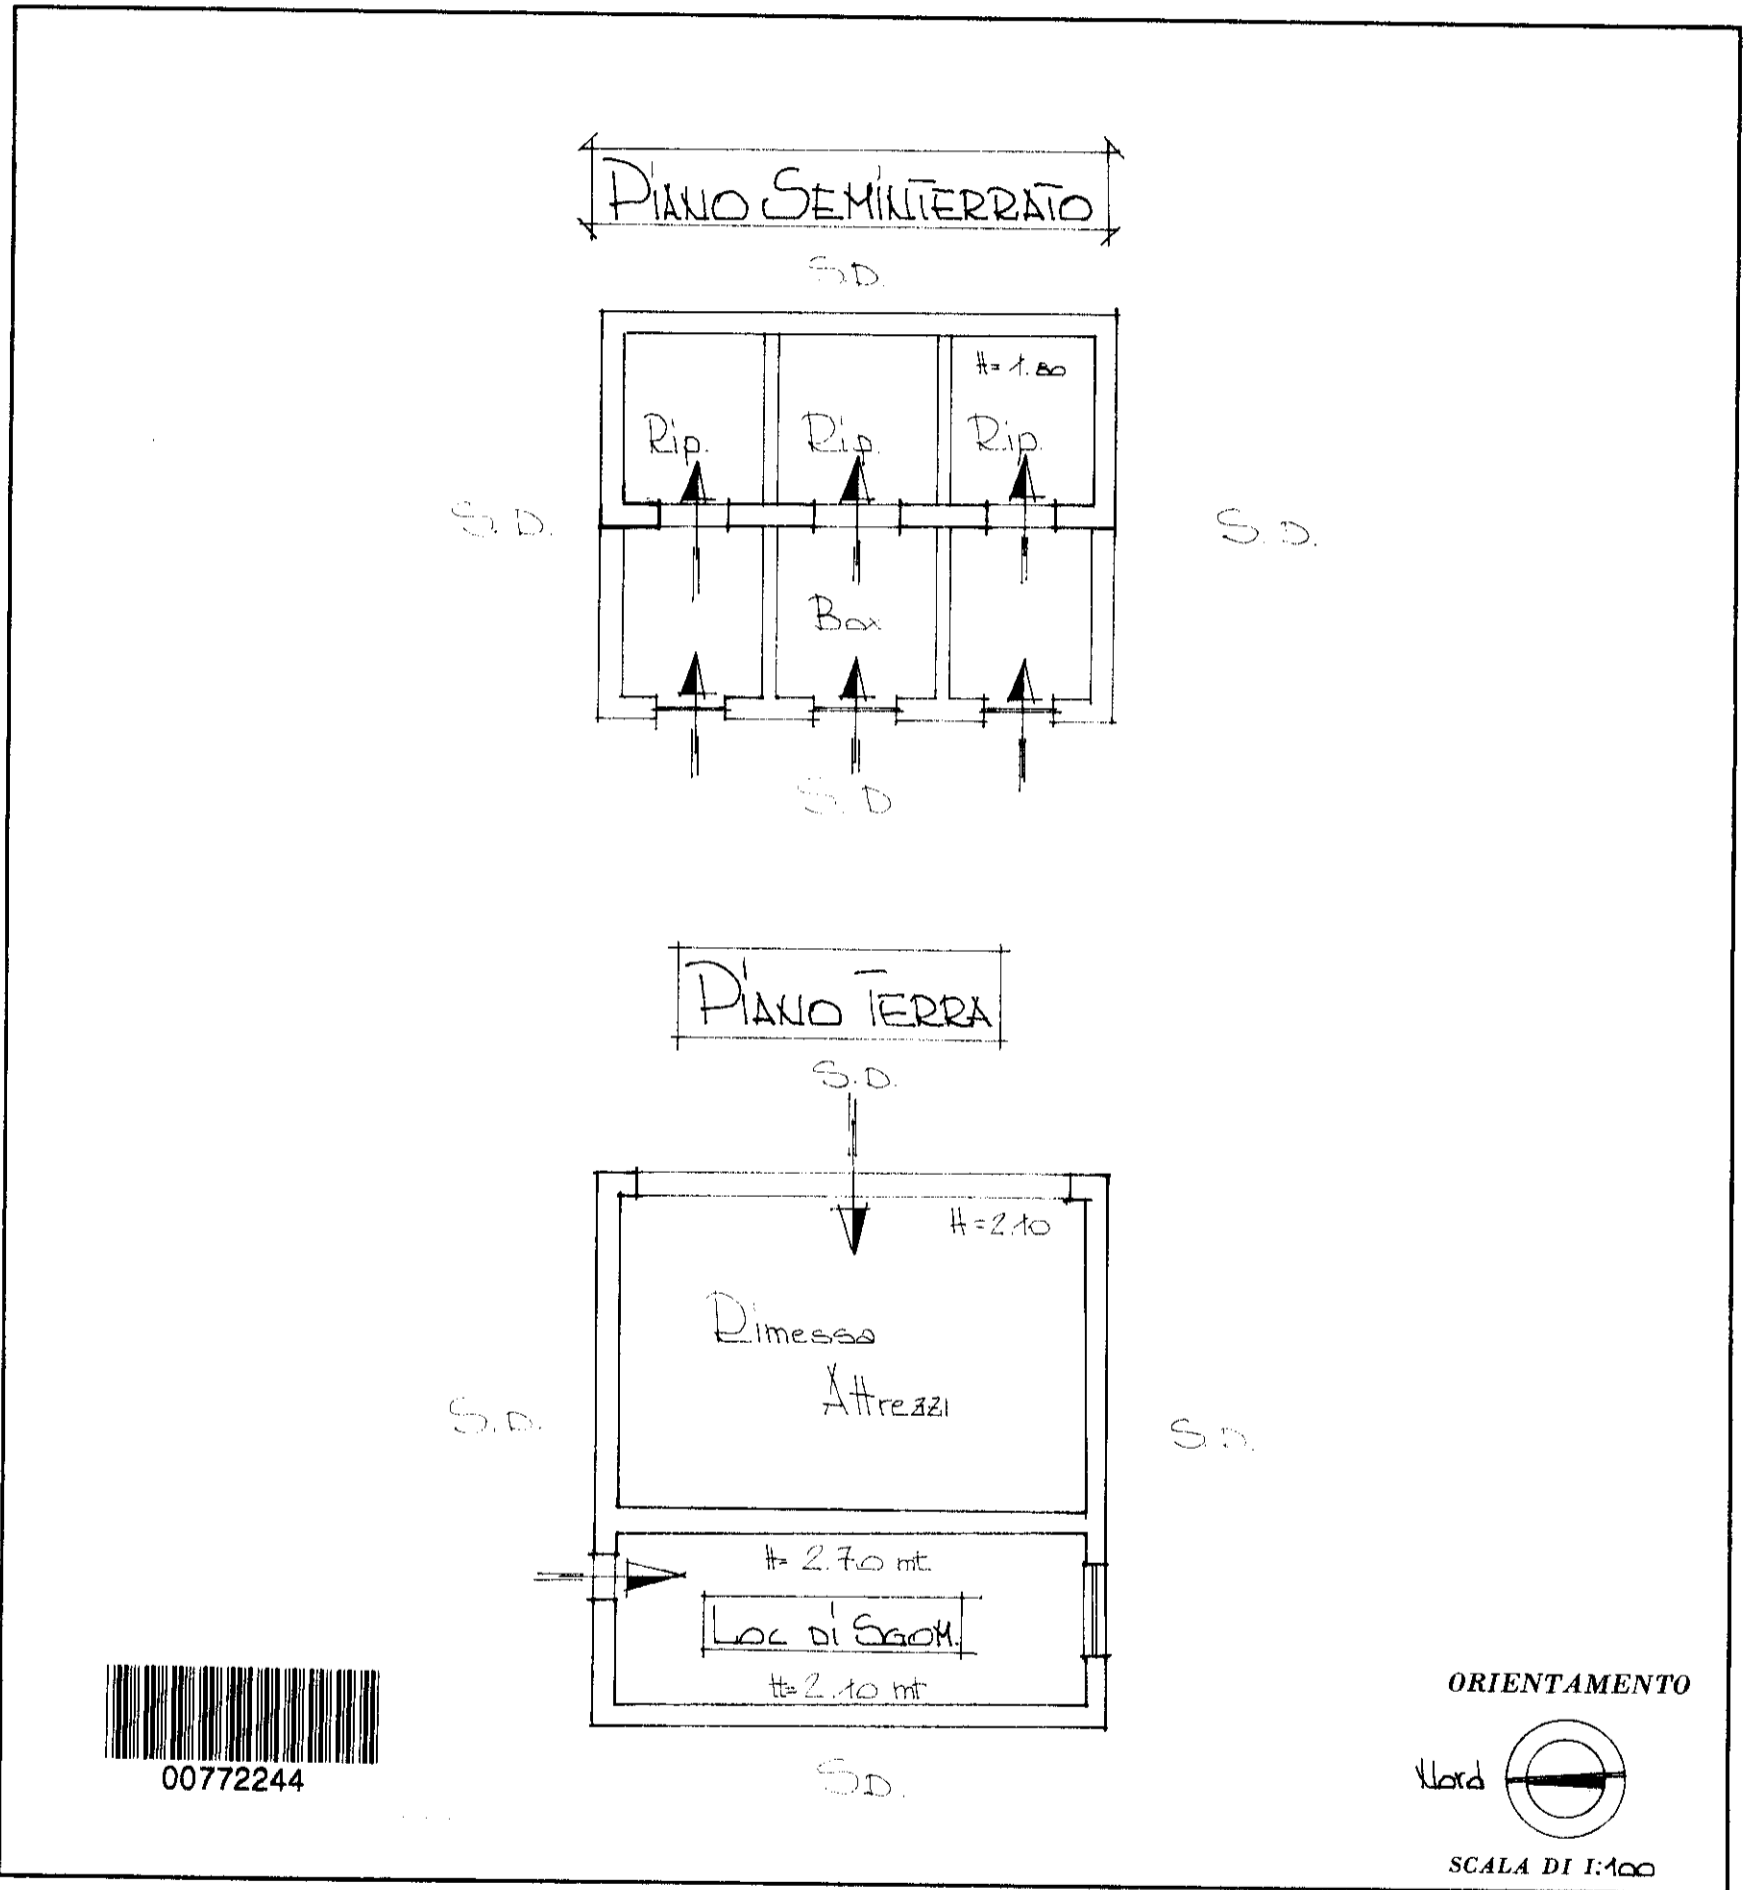 PIANO SEMINTERRATO
S.D.
H= 1.80
Rip. Rip. Rip.
S.D. S.D.
Box
S.D
PIANO TERRA
S.D.
H=2.10
Rimessa
Attrezzi
S.D. S.D.
H= 2.70 mt
LOC DI SGOM.
H=2.10 mt
S.D.
00772244
ORIENTAMENTO
Nord
SCALA DI 1:100